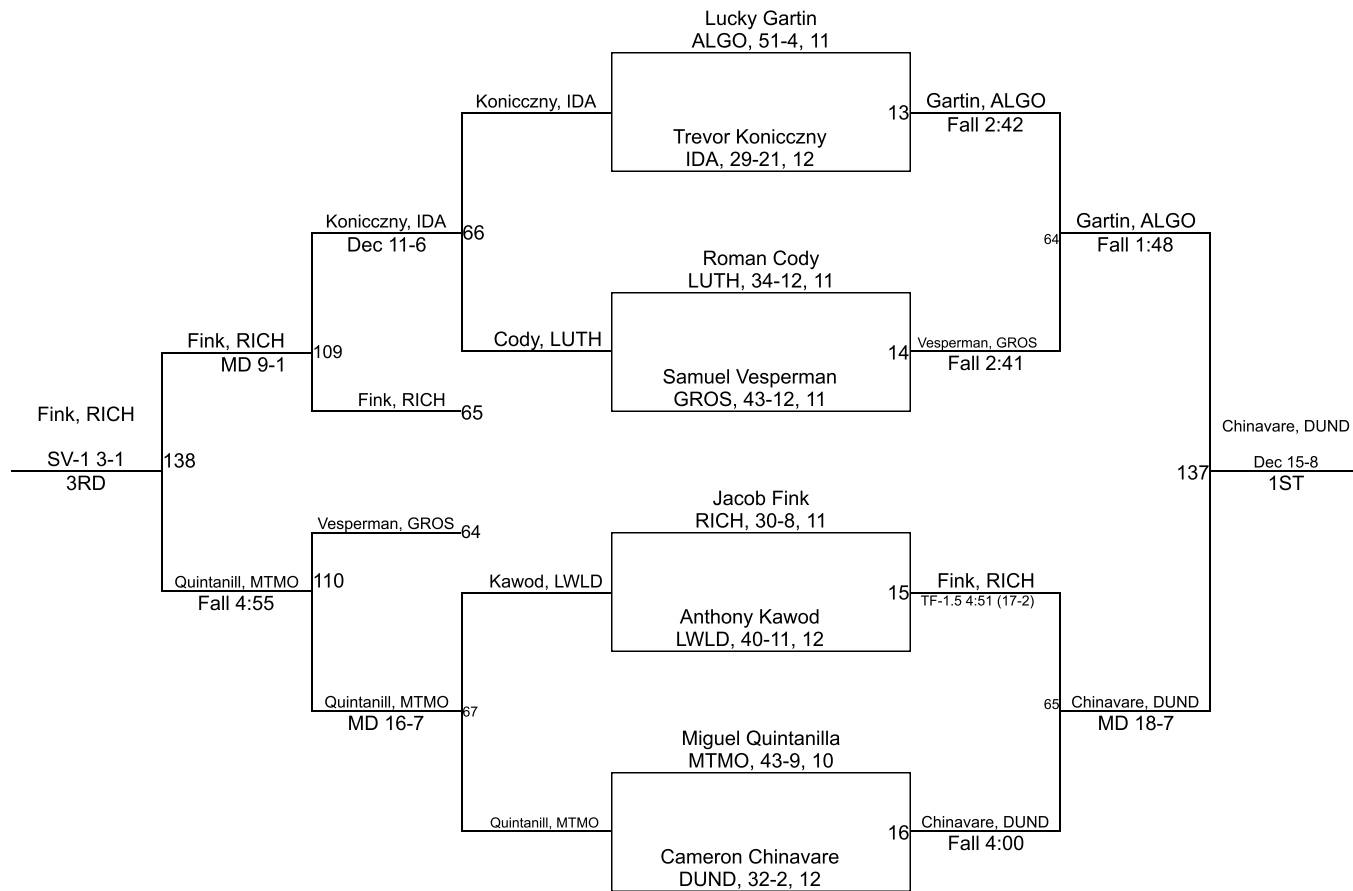 Lucky Gartin
ALGO, 51-4, 11
Konicczny, IDA
13
Gartin, ALGO
Fall 2:42
Trevor Konicczny
IDA, 29-21, 12
Konicczny, IDA
66
Dec 11-6
Gartin, ALGO
64
Fall 1:48
Roman Cody
LUTH, 34-12, 11
Fink, RICH
109
MD 9-1
Cody, LUTH
14
Vesperman, GROS
Fall 2:41
Samuel Vesperman
GROS, 43-12, 11
Fink, RICH
65
Fink, RICH
Chinavare, DUND
SV-1 3-1
138
3RD
137
Dec 15-8
1ST
Jacob Fink
RICH, 30-8, 11
Vesperman, GROS
64
Quintanill, MTMO
110
Fall 4:55
Kawod, LWLD
15
Fink, RICH
TF-1.5 4:51 (17-2)
Anthony Kawod
LWLD, 40-11, 12
Quintanill, MTMO
67
MD 16-7
65
Chinavare, DUND
MD 18-7
Miguel Quintanilla
MTMO, 43-9, 10
Quintanill, MTMO
16
Chinavare, DUND
Fall 4:00
Cameron Chinavare
DUND, 32-2, 12